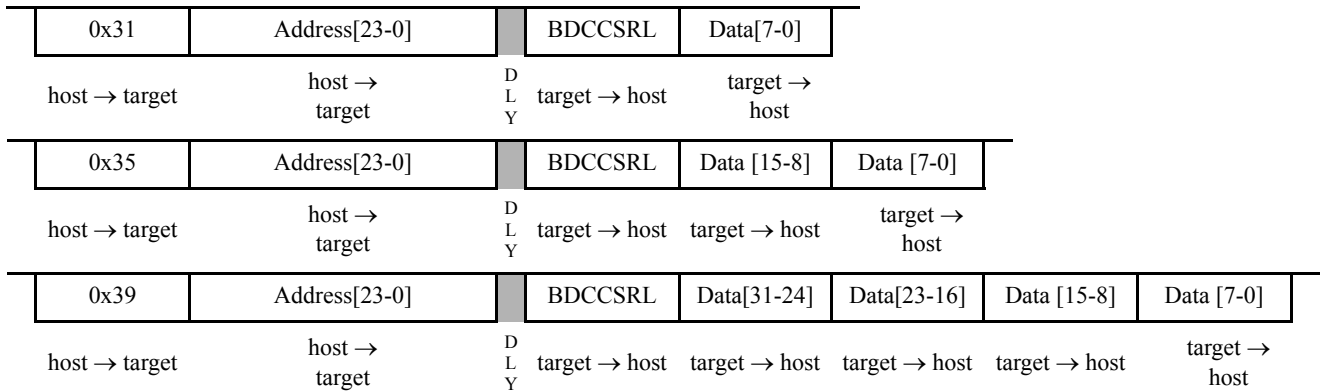 0x31 Address[23-0] BDCCSRL Data[7-0]
host → target host → target D L Y target → host target → host
0x35 Address[23-0] BDCCSRL Data [15-8] Data [7-0]
host → target host → target D L Y target → host target → host target → host
0x39 Address[23-0] BDCCSRL Data[31-24] Data[23-16] Data [15-8] Data [7-0]
host → target host → target D L Y target → host target → host target → host target → host target → host